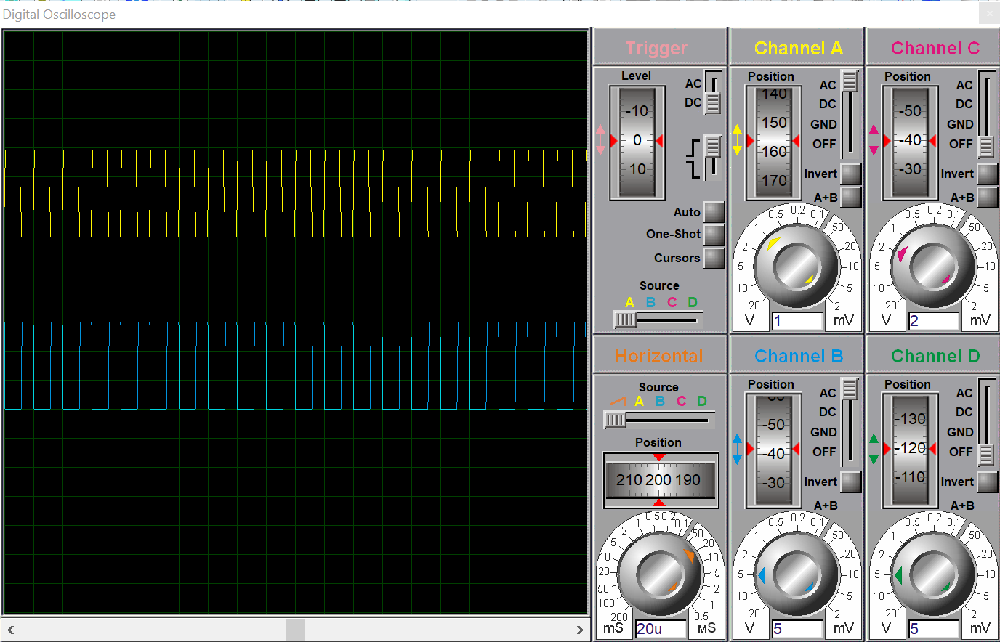 Digital Oscilloscope
Trigger
Level
-10
0
10
AC
DC
Auto
One-Shot
Cursors
Source
A B C D
Channel A
Position
140
150
160
170
AC
DC
GND
OFF
Invert
A+B
0.5 0.2 0.1
1 50
2 20
5 10
10 5
20 2
V 1 mV
Channel C
Position
-50
-40
-30
AC
DC
GND
OFF
Invert
A+B
0.5 0.2 0.1
1 50
2 20
5 10
10 5
20 2
V 2 mV
Horizontal
Source
A B C D
Position
210 200 190
0.5 0.2
1 0.1
2 50
5 20
10 10
20 5
50 2
100 1
200 0.5
mS 20u мS
Channel B
Position
-50
-40
-30
AC
DC
GND
OFF
Invert
A+B
0.5 0.2 0.1
1 50
2 20
5 10
10 5
20 2
V 5 mV
Channel D
Position
-130
-120
-110
AC
DC
GND
OFF
Invert
A+B
0.5 0.2 0.1
1 50
2 20
5 10
10 5
20 2
V 5 mV